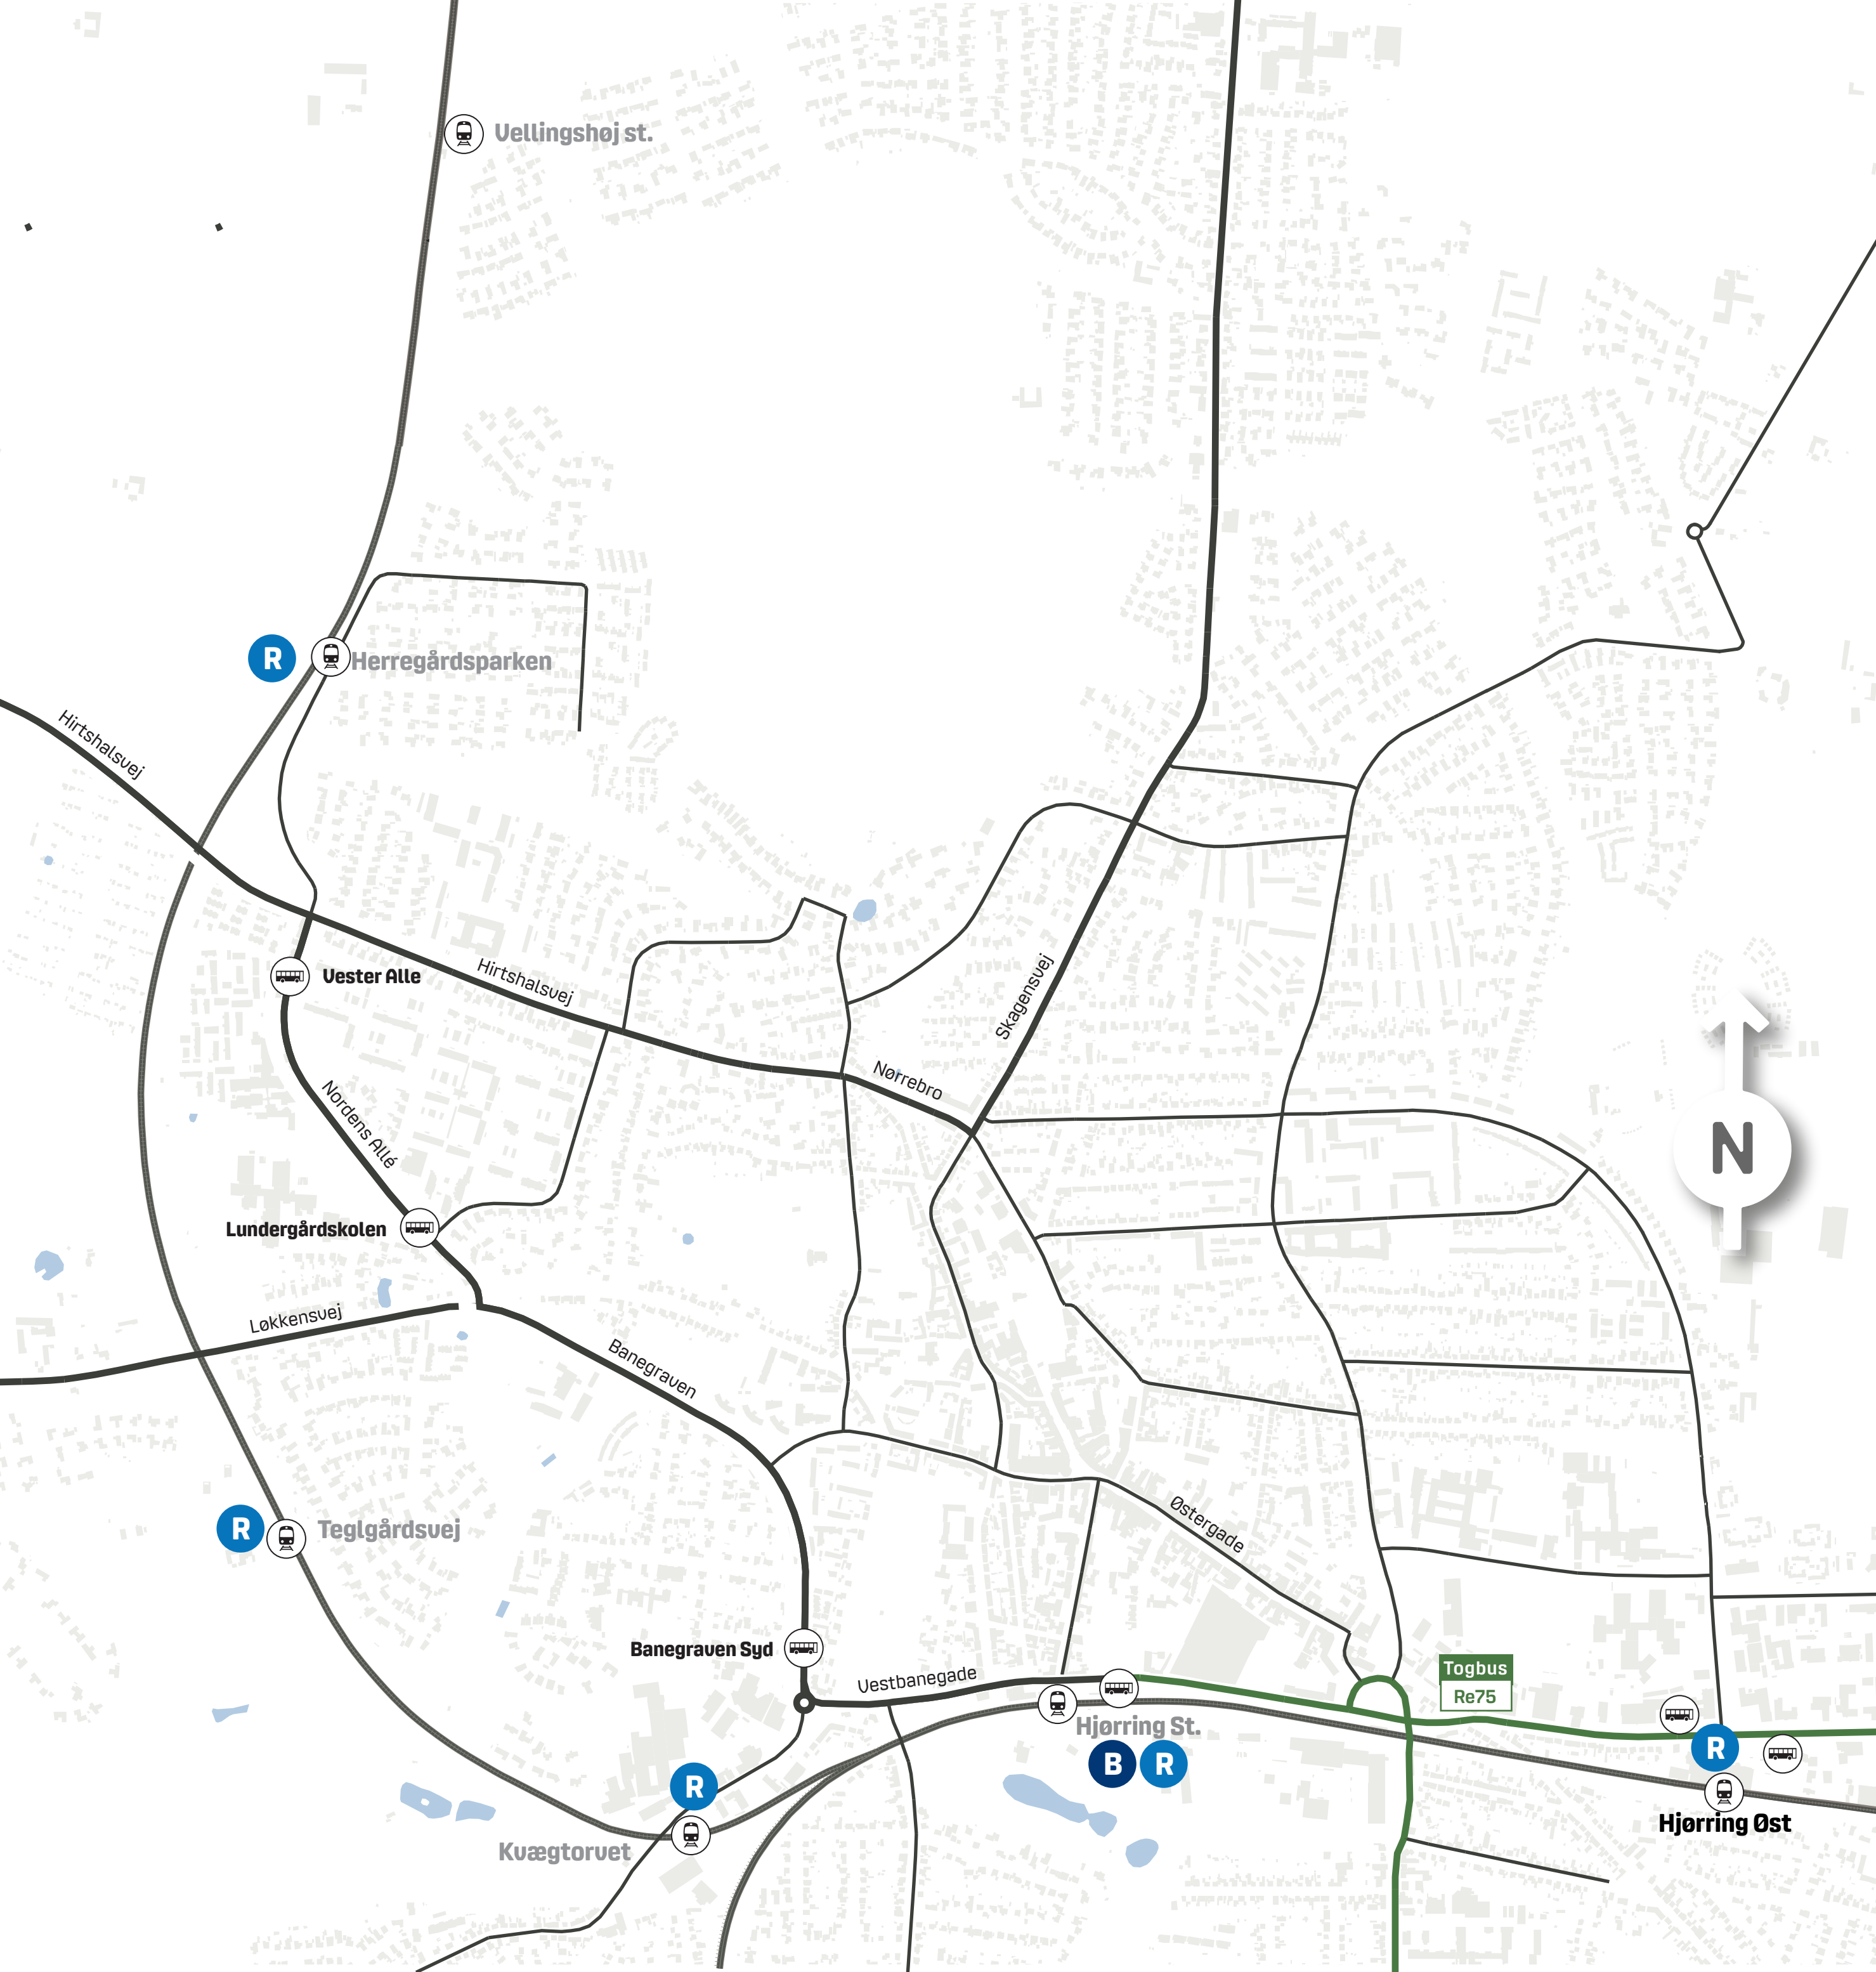 Vellingshøj st.
R
Herregårdsparken
Hirtshalsvej
Vester Alle
Hirtshalsvej
Skagensvej
Nørrebro
Nordens Allé
N
Lundergårdskolen
Løkkensvej
Banegraven
R
Teglgårdsvej
Østergade
Banegraven Syd
Vestbanegade
Togbus
Re75
Hjørring St.
B R
R
R
Hjørring Øst
Kvægtorvet